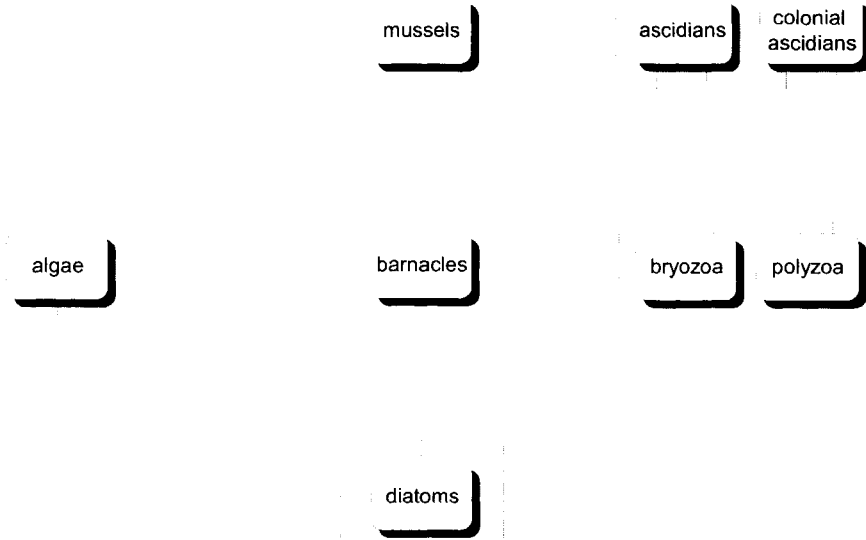 mussels
ascidians
colonial
ascidians
algae
barnacles
bryozoa
polyzoa
diatoms